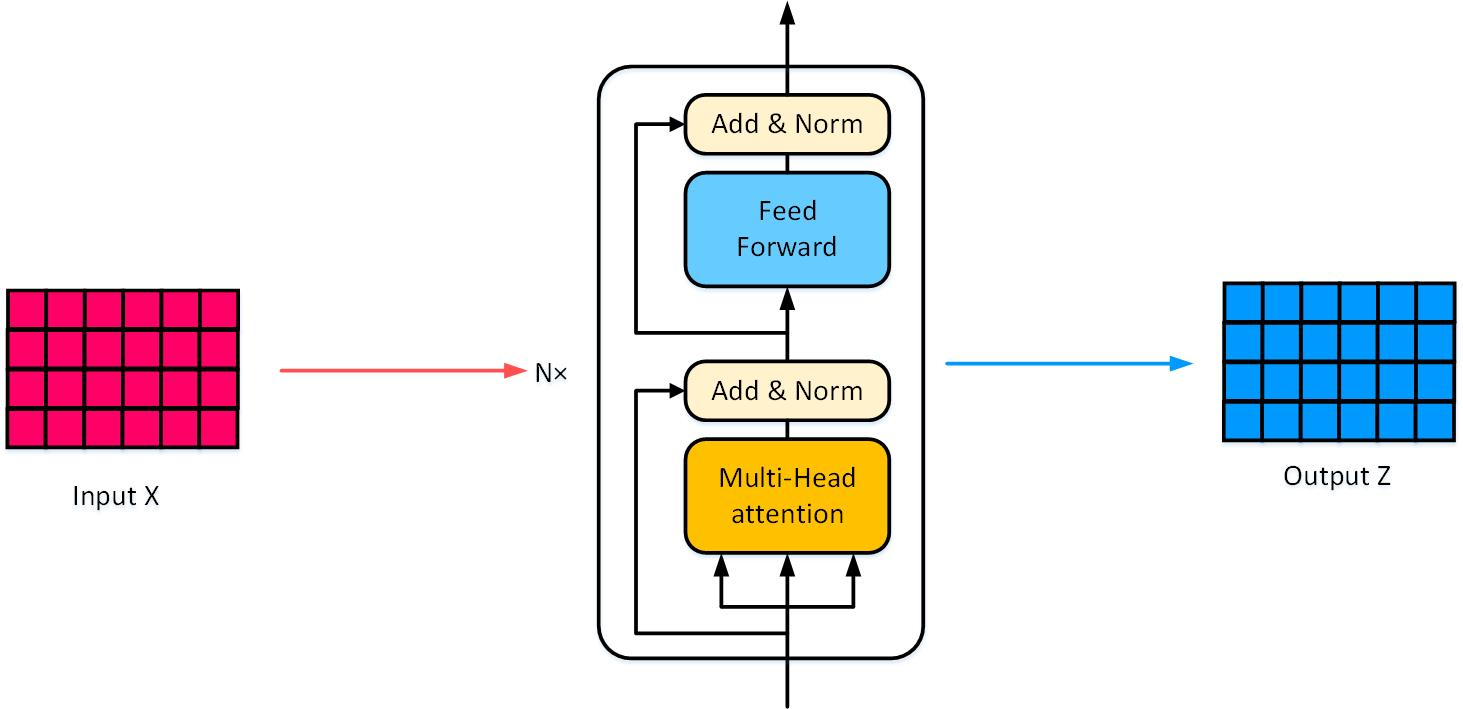 Add & Norm
Feed
Forward
Input X
N×
Add & Norm
Multi-Head
attention
Output Z